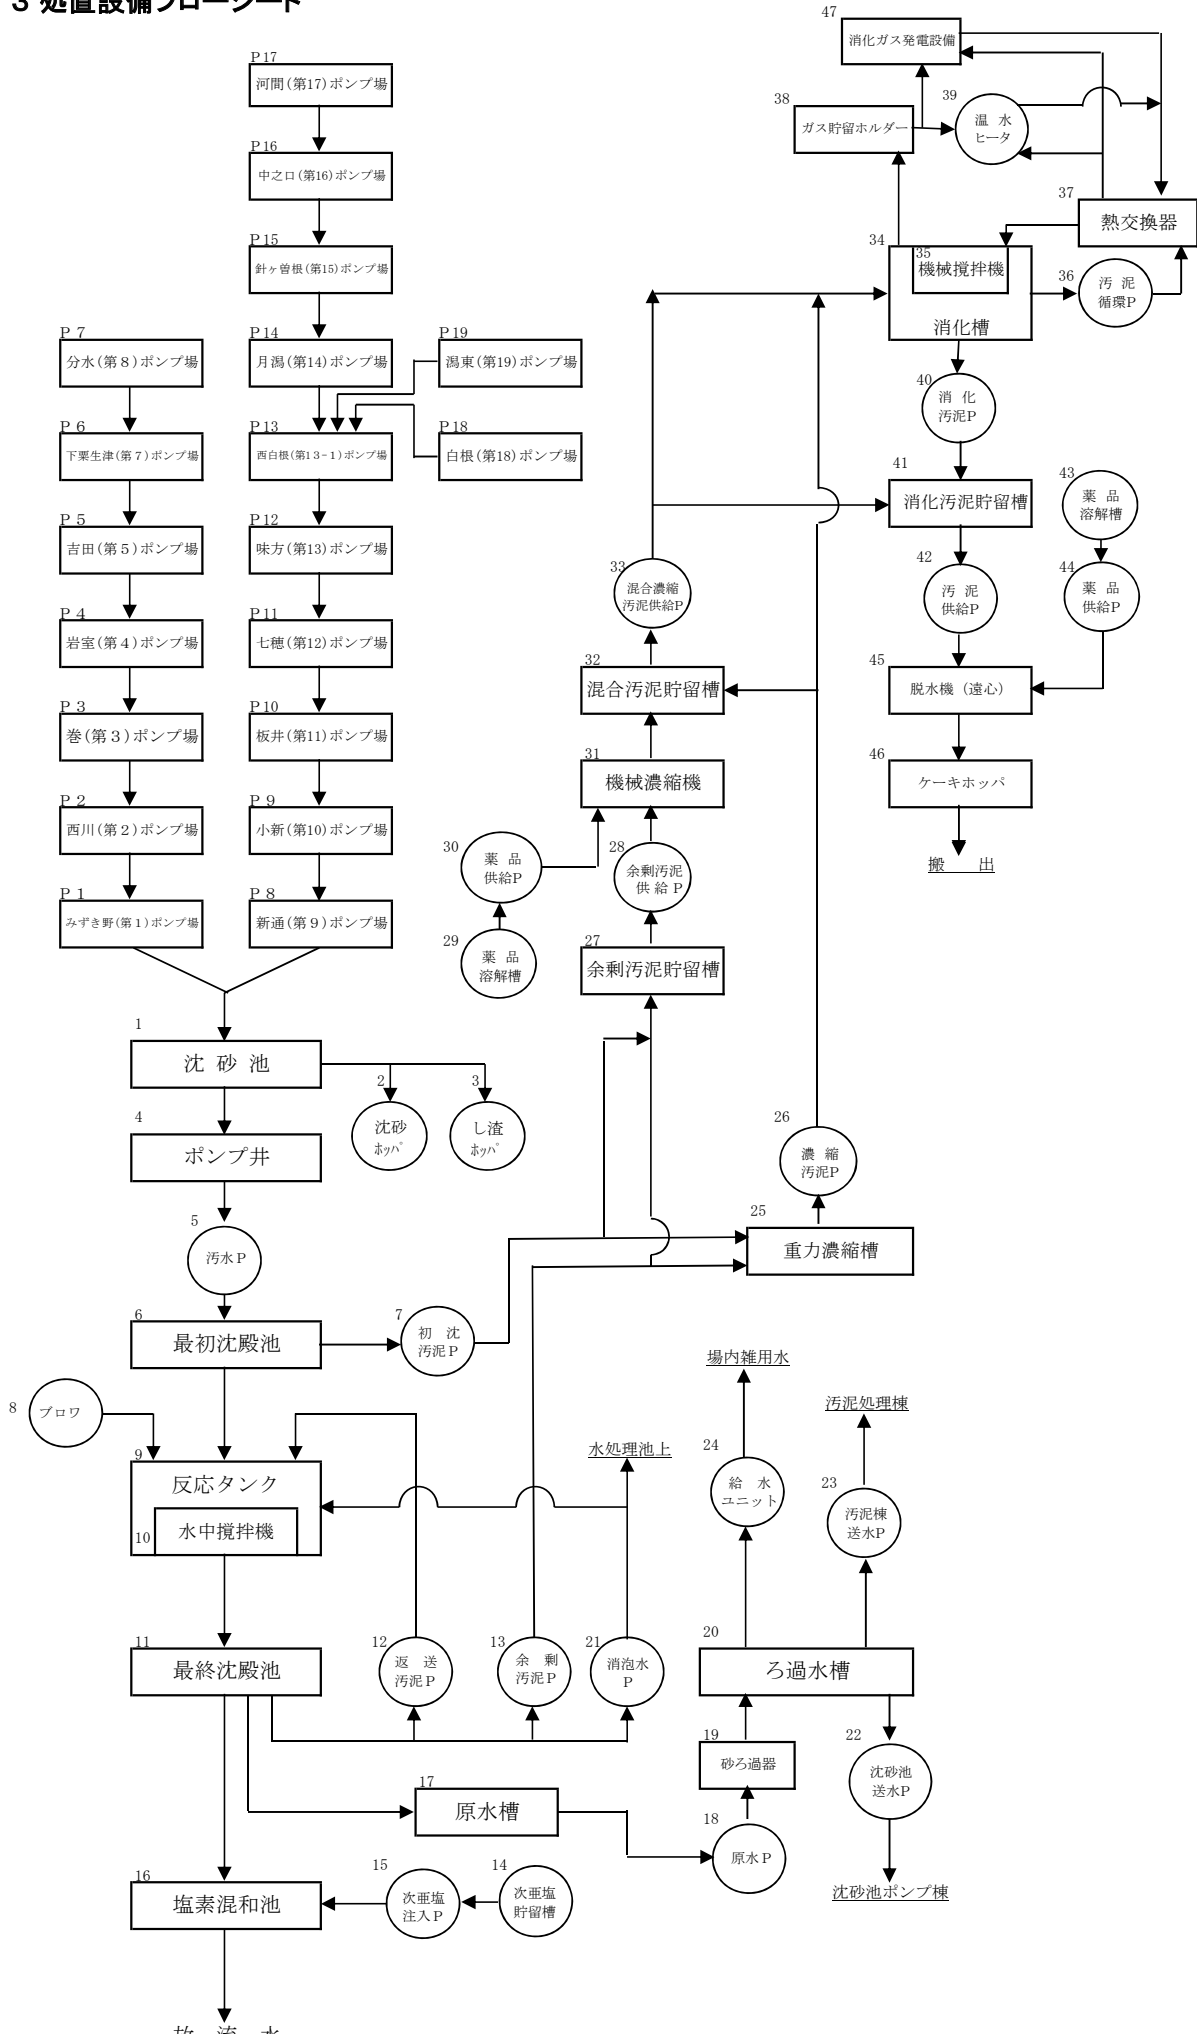 3 処置設備フローシート
P17
河間(第17)ポンプ場
P16
中之口(第16)ポンプ場
P15
針ヶ曽根(第15)ポンプ場
P 7
分水(第8)ポンプ場
P14
月潟(第14)ポンプ場
P19
潟東(第19)ポンプ場
P 6
下粟生津(第7)ポンプ場
P13
西白根(第13-1)ポンプ場
P18
白根(第18)ポンプ場
P 5
吉田(第5)ポンプ場
P12
味方(第13)ポンプ場
P 4
岩室(第4)ポンプ場
P11
七穂(第12)ポンプ場
P 3
巻(第3)ポンプ場
P10
板井(第11)ポンプ場
P 2
西川(第2)ポンプ場
P 9
小新(第10)ポンプ場
P 1
みずき野(第1)ポンプ場
P 8
新通(第9)ポンプ場
47
消化ガス発電設備
38
ガス貯留ホルダー
39
温 水
ヒータ
37
熱交換器
34
35
機械撹拌機
消化槽
36
汚 泥
循環P
40
消 化
汚泥P
41
消化汚泥貯留槽
43
薬 品
溶解槽
42
汚 泥
供給P
44
薬 品
供給P
45
脱水機（遠心）
46
ケーキホッパ
搬 出
33
混合濃縮
汚泥供給P
32
混合汚泥貯留槽
31
機械濃縮機
30
薬 品
供給P
28
余剰汚泥
供 給 P
29
薬 品
溶解槽
27
余剰汚泥貯留槽
26
濃 縮
汚泥P
25
重力濃縮槽
1
沈 砂 池
2
沈砂
ﾎｯﾊﾟ
3
し渣
ﾎｯﾊﾟ
4
ポンプ井
5
汚水P
6
最初沈殿池
7
初 沈
汚泥P
8
ブロワ
9
反応タンク
10
水中撹拌機
11
最終沈殿池
12
返 送
汚泥P
13
余 剰
汚泥P
21
消泡水
P
水処理池上
場内雑用水
汚泥処理棟
24
給 水
ユニット
23
汚泥棟
送水P
20
ろ過水槽
19
砂ろ過器
22
沈砂池
送水P
17
原水槽
18
原水P
沈砂池ポンプ棟
16
塩素混和池
15
次亜塩
注入P
14
次亜塩
貯留槽
放 流 水